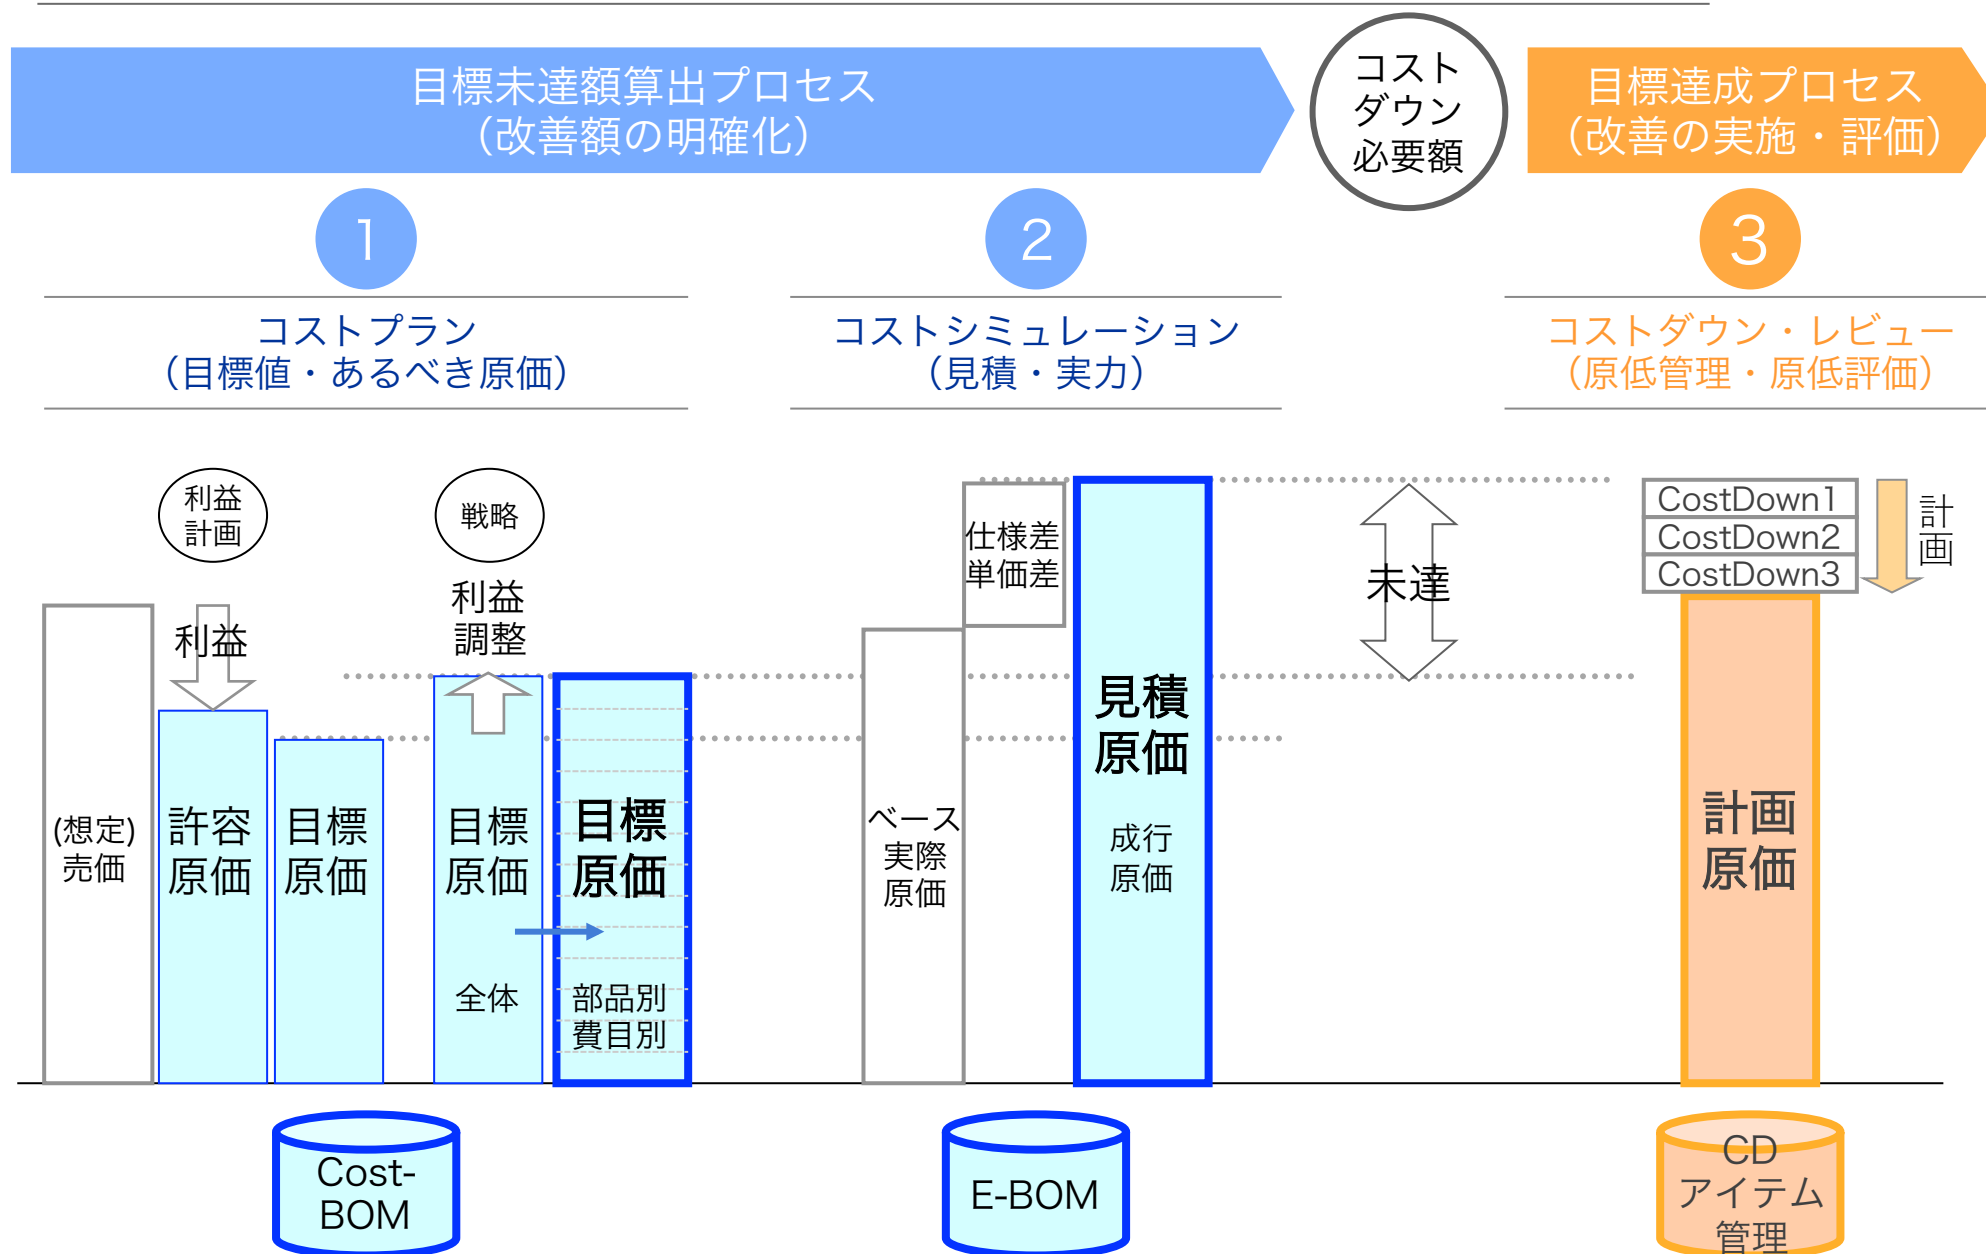 目標未達額算出プロセス
（改善額の明確化）
コスト
ダウン
必要額
目標達成プロセス
（改善の実施・評価）
1
2
3
コストプラン
（目標値・あるべき原価）
コストシミュレーション
（見積・実力）
コストダウン・レビュー
（原低管理・原低評価）
利益
計画
戦略
利益
利益
調整
(想定)
売価
許容
原価
目標
原価
目標
原価
全体
目標
原価
部品別
費目別
ベース
実際
原価
仕様差
単価差
見積
原価
成行
原価
未達
CostDown1
CostDown2
CostDown3
計
画
計画
原価
Cost-
BOM
E-BOM
CD
アイテム
管理